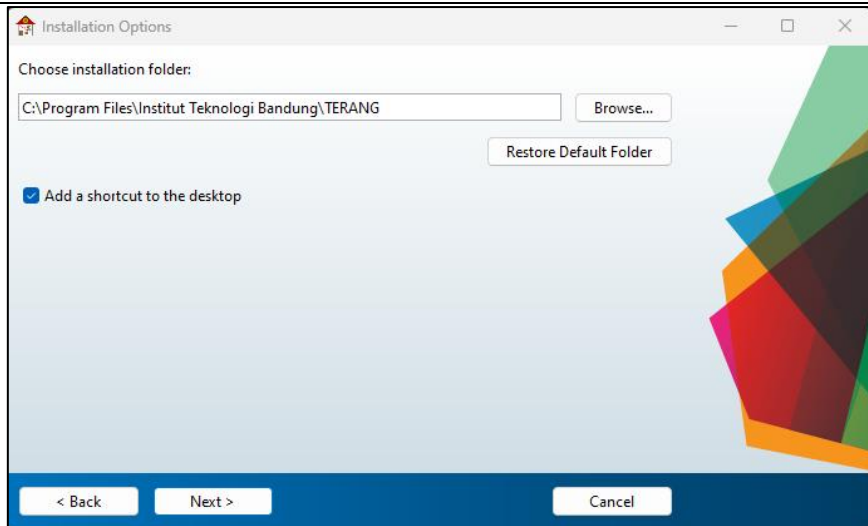 Installation Options
Choose installation folder:
C:\Program Files\Institut Teknologi Bandung\TERANG
Browse...
Restore Default Folder
Add a shortcut to the desktop
< Back
Next >
Cancel